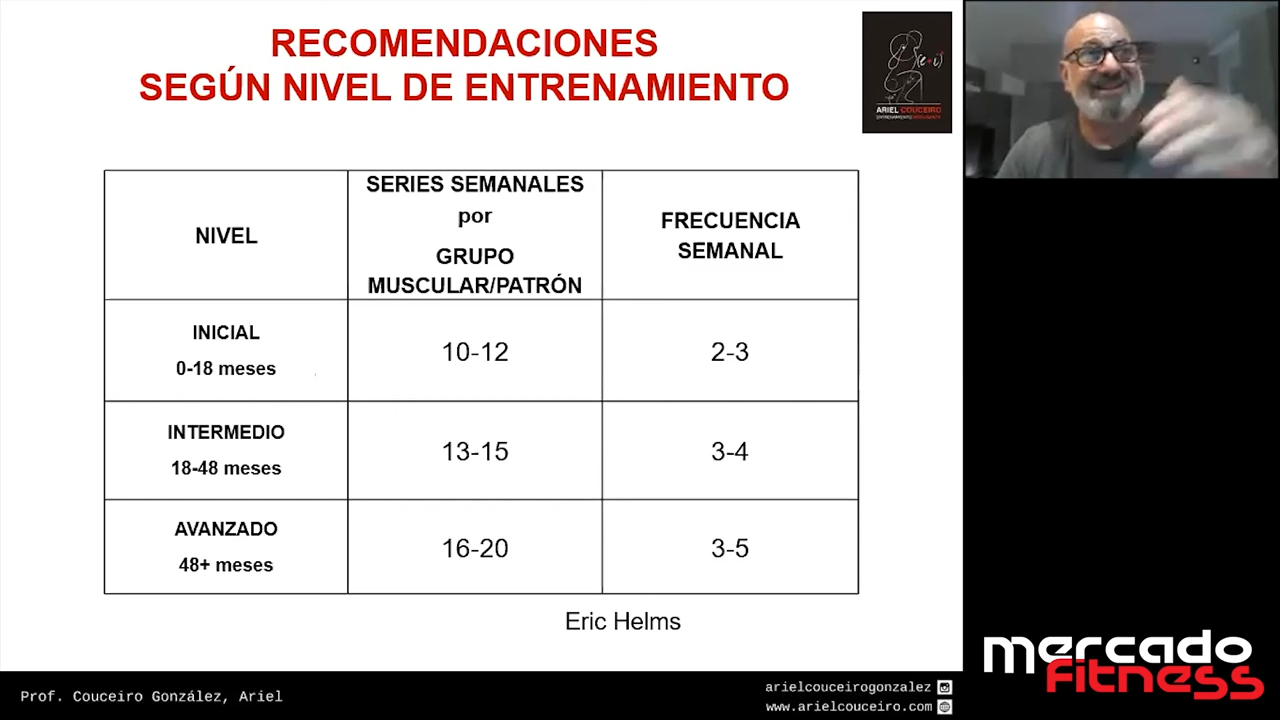 RECOMENDACIONES
SEGÚN NIVEL DE ENTRENAMIENTO
(e+i)
ARIEL COUCEIRO
ENTRENAMIENTO INTELIGENTE
NIVEL
SERIES SEMANALES
por
GRUPO
MUSCULAR/PATRÓN
FRECUENCIA
SEMANAL
INICIAL
0-18 meses
10-12
2-3
INTERMEDIO
18-48 meses
13-15
3-4
AVANZADO
48+ meses
16-20
3-5
Eric Helms
Prof. Couceiro González, Ariel
arielcouceirogonzalez
www.arielcouceiro.com
mercado
fitness